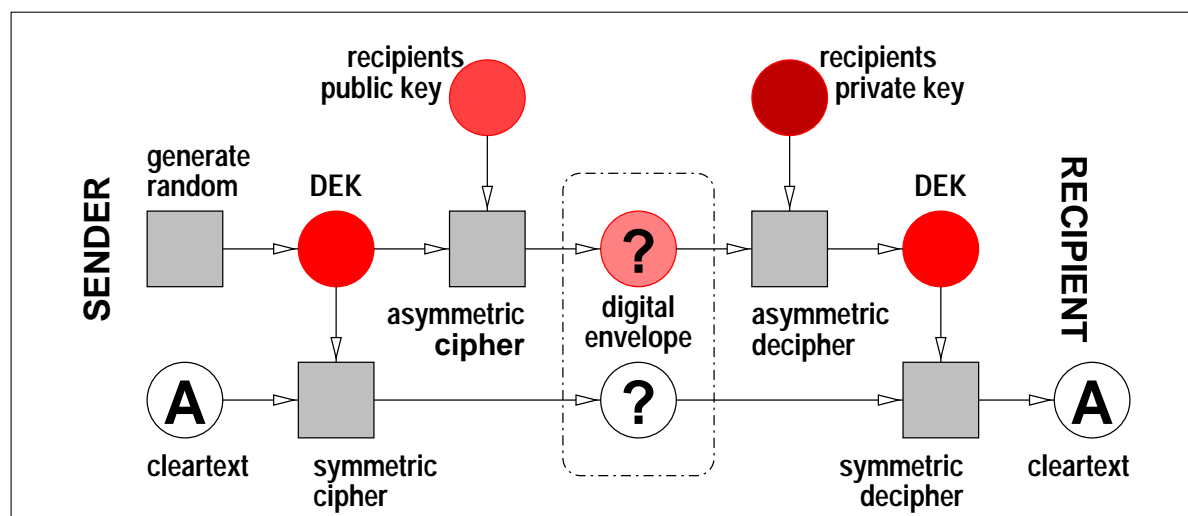 recipients
public key
recipients
private key
generate
random
DEK
DEK
SENDER
RECIPIENT
?
asymmetric
cipher
digital
envelope
asymmetric
decipher
A
?
A
cleartext
symmetric
cipher
symmetric
decipher
cleartext